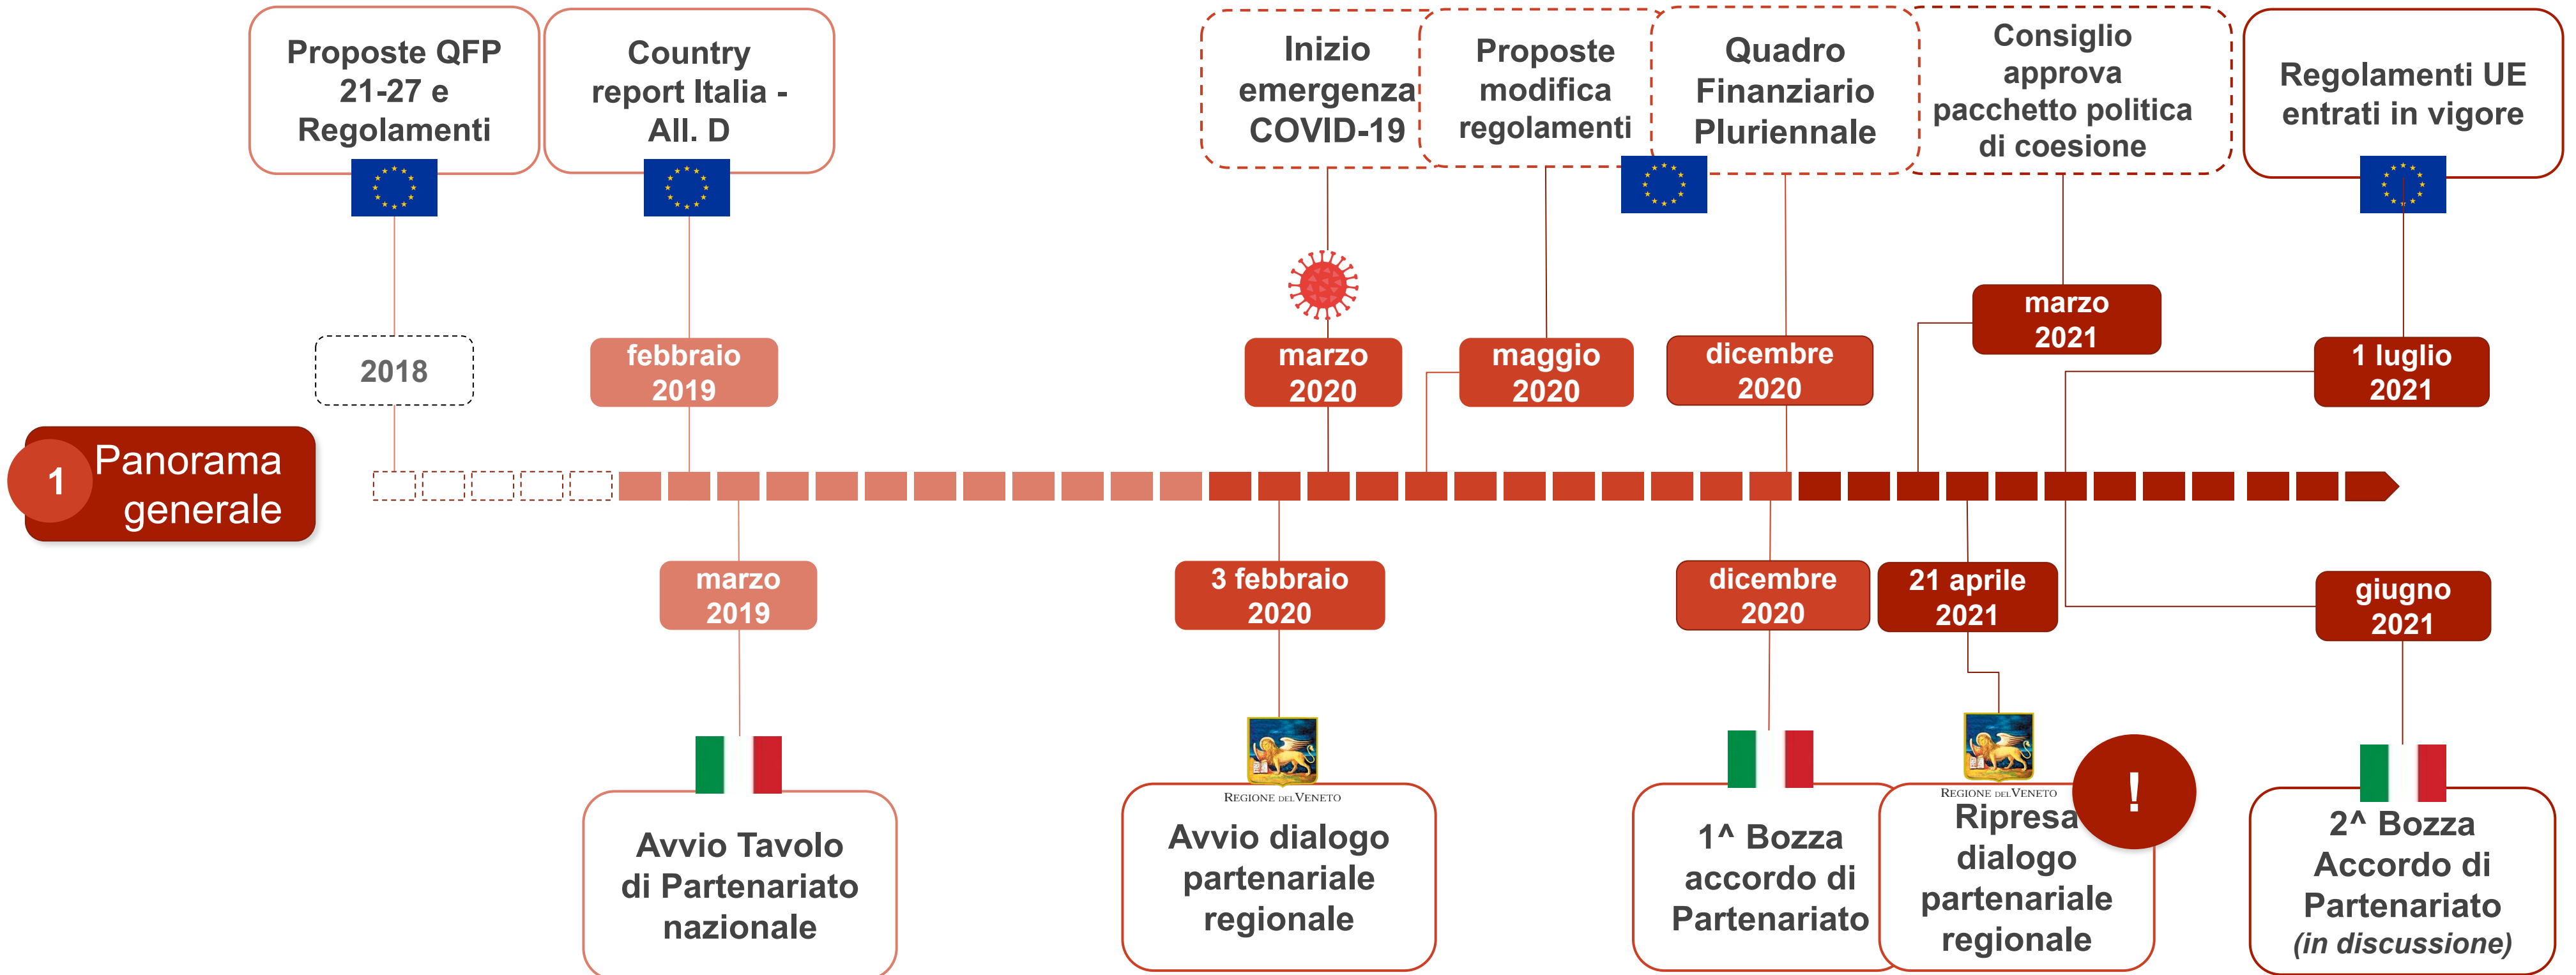 Proposte QFP
21-27 e
Regolamenti
Country
report Italia -
All. D
Inizio
emergenza
COVID-19
Proposte
modifica
regolamenti
Quadro
Finanziario
Pluriennale
Consiglio
approva
pacchetto politica
di coesione
Regolamenti UE
entrati in vigore
2018
febbraio
2019
marzo
2020
maggio
2020
dicembre
2020
marzo
2021
1 luglio
2021
1
Panorama
generale
marzo
2019
3 febbraio
2020
dicembre
2020
21 aprile
2021
giugno
2021
Avvio Tavolo
di Partenariato
nazionale
REGIONE DEL VENETO
Avvio dialogo
partenariale
regionale
1^ Bozza
accordo di
Partenariato
REGIONE DEL VENETO
!
Ripresa
dialogo
partenariale
regionale
2^ Bozza
Accordo di
Partenariato
(in discussione)